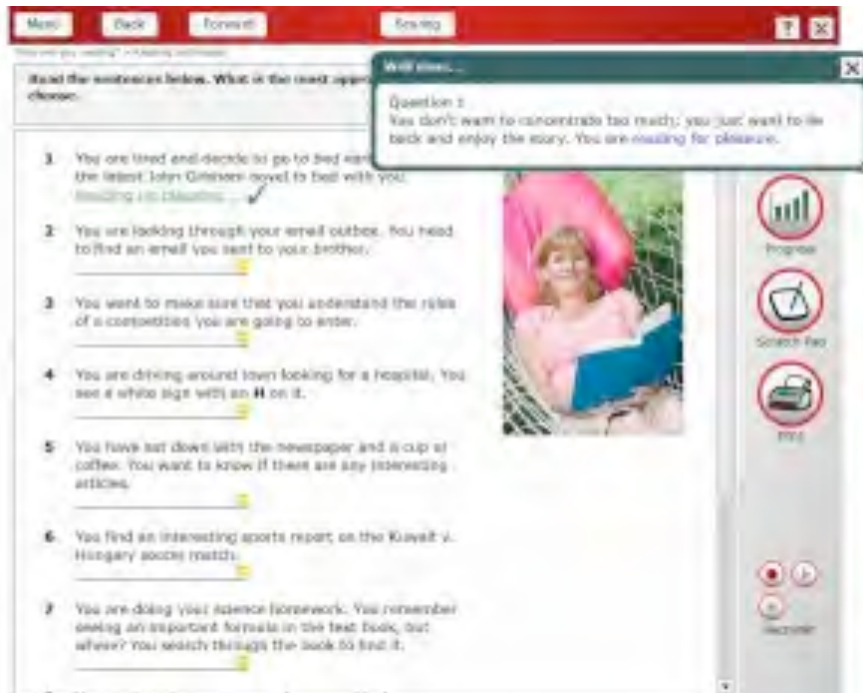 Menu Back Forward Scoring ? X
Read the sentences below. What is the most
choose.
Well done...
X
Question 1
You don't want to concentrate too much; you just want to lie
back and enjoy the story. You are reading for pleasure.
1 You are tired and decide to go to bed
the latest John Grisham novel to bed with you.
Reading for pleasure
2 You are looking through your email outbox. You need
to find an email you sent to your brother.
3 You want to make sure that you understand the rules
of a competition you are going to enter.
4 You are driving around town looking for a hospital. You
see a white sign with an H on it.
5 You have sat down with the newspaper and a cup of
coffee. You want to know if there are any interesting
articles.
6 You find an interesting sports report on the Kuwait v.
Hungary soccer match.
7 You are doing your science homework. You remember
seeing an important formula in the text book, but
where? You search through the book to find it.
Progress
Scratch Pad
Print
Recorder